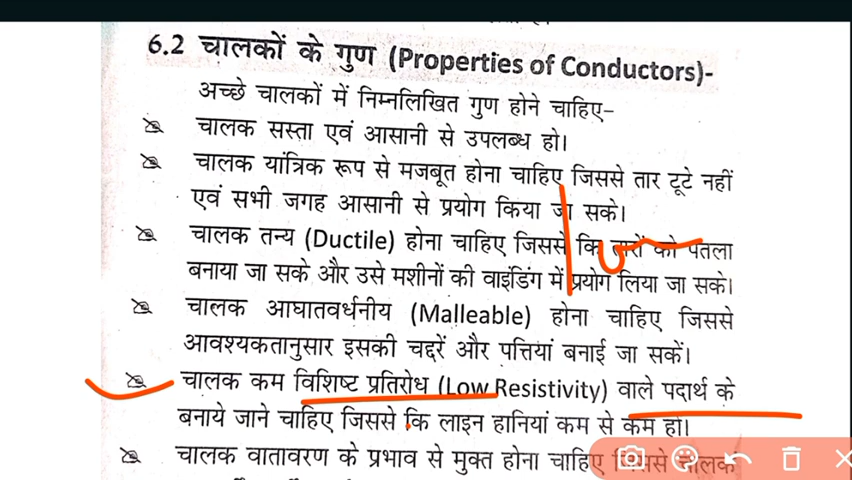 6.2 चालकों के गुण (Properties of Conductors)-
अच्छे चालकों में निम्नलिखित गुण होने चाहिए–
चालक सस्ता एवं आसानी से उपलब्ध हो।
चालक यांत्रिक रूप से मजबूत होना चाहिए जिससे तार टूटे नहीं
एवं सभी जगह आसानी से प्रयोग किया जा सके।
चालक तन्य (Ductile) होना चाहिए जिससे कि तारों को पतला
बनाया जा सके और उसे मशीनों की वाइंडिंग में प्रयोग लिया जा सके।
चालक आघातवर्धनीय (Malleable) होना चाहिए जिससे
आवश्यकतानुसार इसकी चद्दरें और पत्तियां बनाई जा सकें।
चालक कम विशिष्ट प्रतिरोध (Low Resistivity) वाले पदार्थ के
बनाये जाने चाहिए जिससे कि लाइन हानियां कम से कम हो।
चालक वातावरण के प्रभाव से मुक्त होना चाहिए जिससे चालक